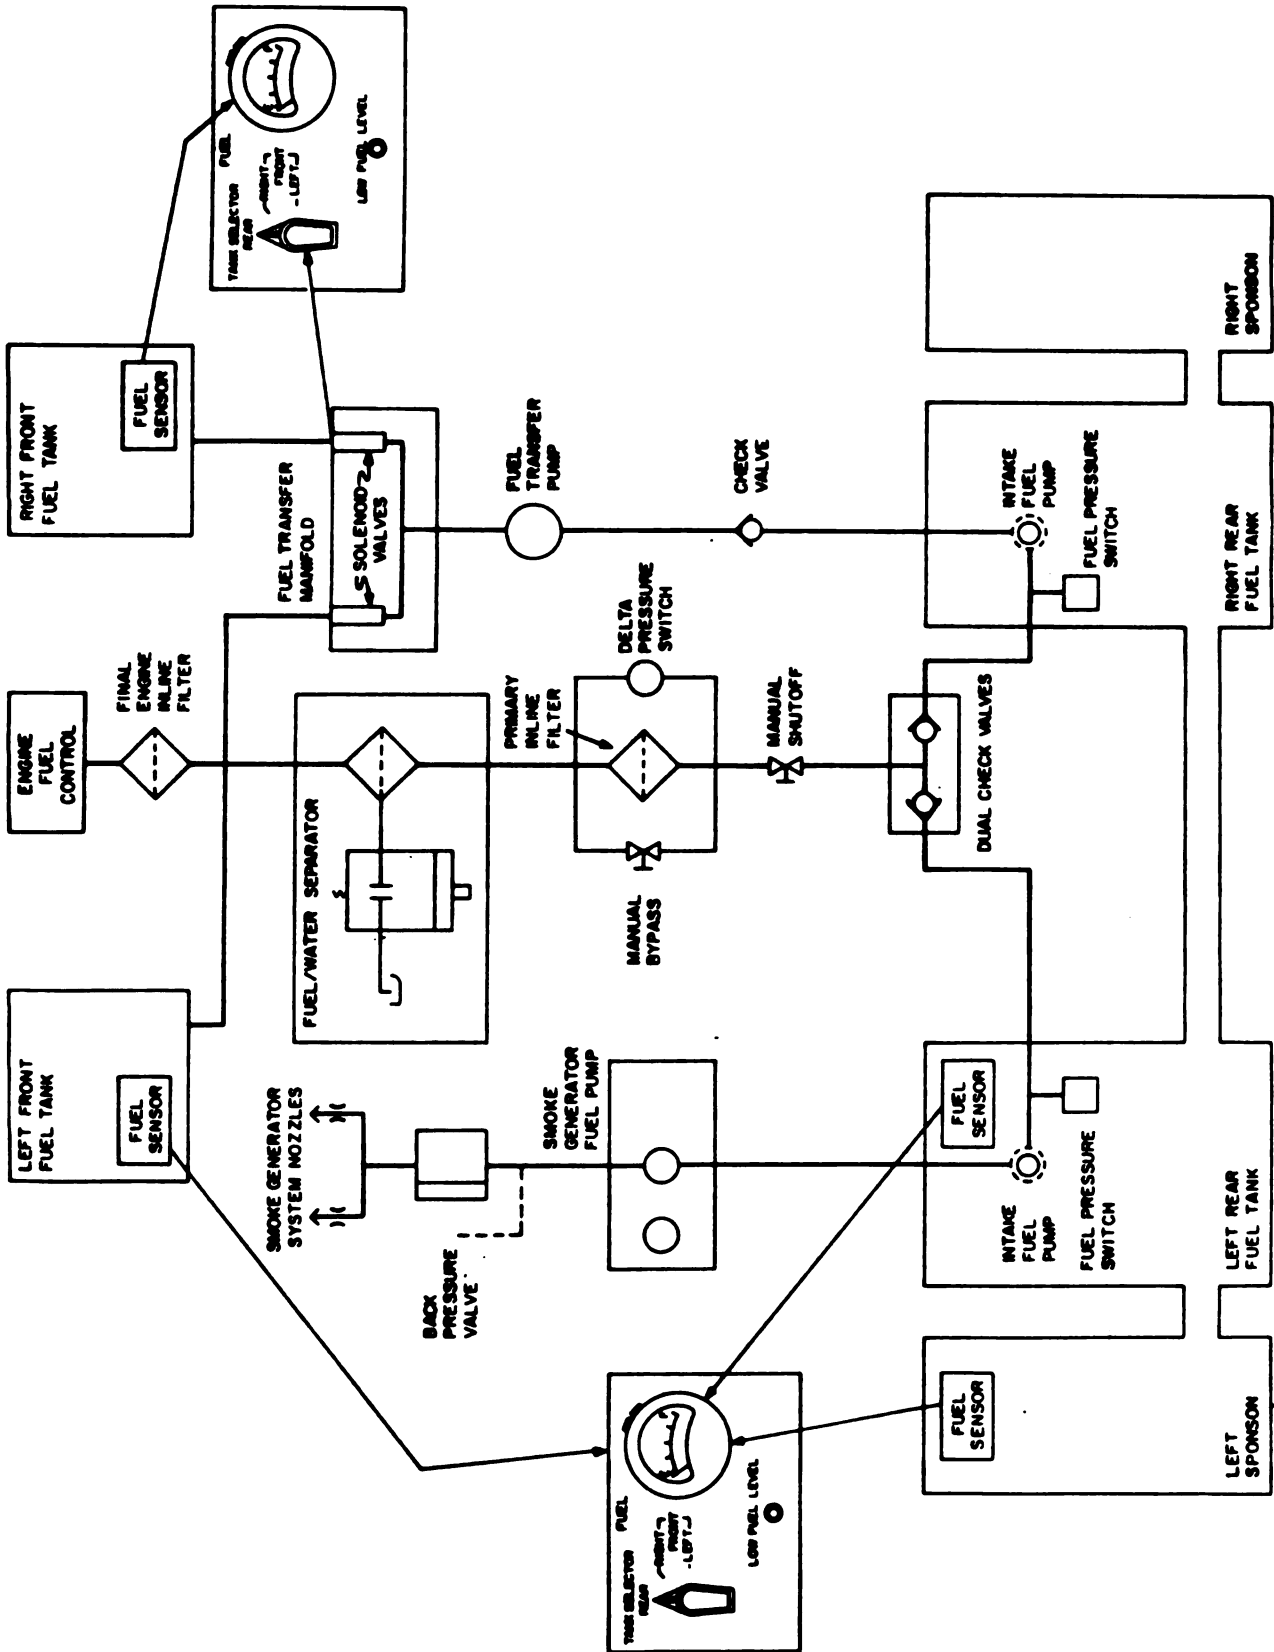 RIGHT FRONT
FUEL TANK
FUEL
SENSOR
TANK SELECTOR
REAR
RIGHT
FRONT
LEFT
FUEL
LOW FUEL LEVEL
ENGINE
FUEL
CONTROL
FINAL
ENGINE
INLINE
FILTER
FUEL TRANSFER
MANIFOLD
SOLENOID
VALVES
FUEL
TRANSFER
PUMP
CHECK
VALVE
LEFT FRONT
FUEL TANK
FUEL
SENSOR
FUEL/WATER SEPARATOR
PRIMARY
INLINE
FILTER
DELTA
PRESSURE
SWITCH
MANUAL
BYPASS
MANUAL
SHUTOFF
DUAL CHECK VALVES
SMOKE GENERATOR
SYSTEM NOZZLES
BACK
PRESSURE
VALVE
SMOKE
GENERATOR
FUEL PUMP
TANK SELECTOR
REAR
RIGHT
FRONT
LEFT
FUEL
LOW FUEL LEVEL
FUEL
SENSOR
LEFT
SPONSON
FUEL
SENSOR
INTAKE
FUEL
PUMP
FUEL PRESSURE
SWITCH
LEFT REAR
FUEL TANK
INTAKE
FUEL
PUMP
FUEL PRESSURE
SWITCH
RIGHT REAR
FUEL TANK
RIGHT
SPONSON